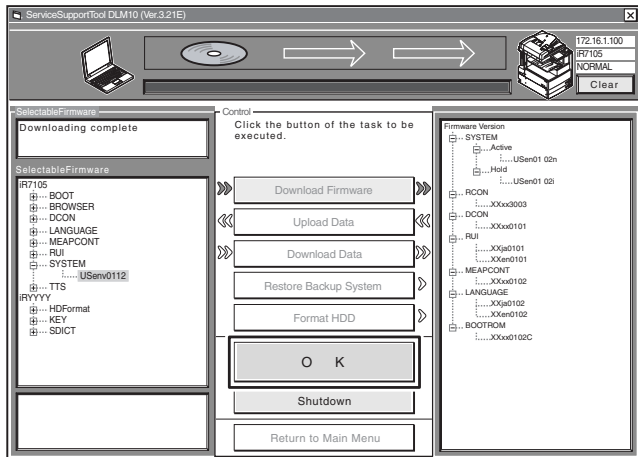 ServiceSupportTool DLM10 (Ver.3.21E)
172.16.1.100
iR7105
NORMAL
Clear
SelectableFirmware
Downloading complete
SelectableFirmware
iR7105
BOOT
BROWSER
DCON
LANGUAGE
MEAPCONT
RUI
SYSTEM
USenv0112
TTS
iRYYYY
HDFormat
KEY
SDICT
Control
Click the button of the task to be
executed.
Download Firmware
Upload Data
Download Data
Restore Backup System
Format HDD
O K
Shutdown
Return to Main Menu
Firmware Version
SYSTEM
Active
USen01 02n
Hold
USen01 02i
RCON
XXxx3003
DCON
XXxx0101
RUI
XXja0101
XXen0101
MEAPCONT
XXxx0102
LANGUAGE
XXja0102
XXen0102
BOOTROM
XXxx0102C